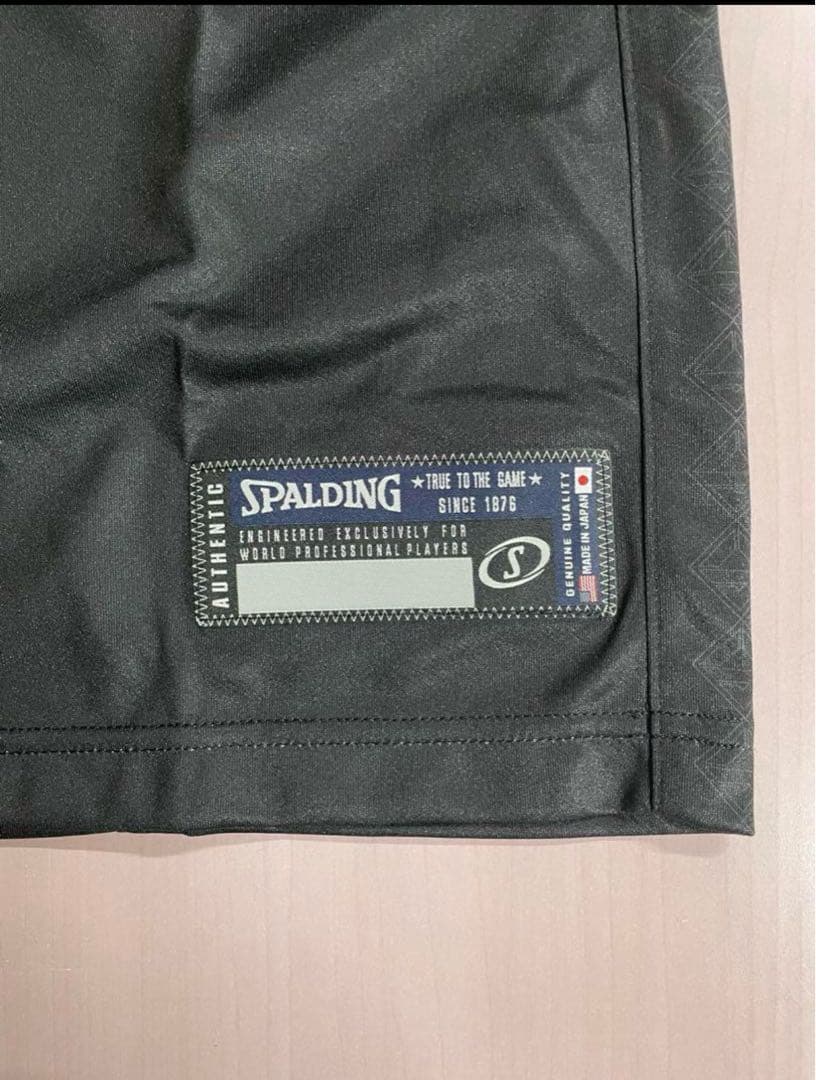 AUTHENTIC
SPALDING
★TRUE TO THE GAME★
SINCE 1876
ENGINEERED EXCLUSIVELY FOR
WORLD PROFESSIONAL PLAYERS
S
GENUINE QUALITY
MADE IN JAPAN